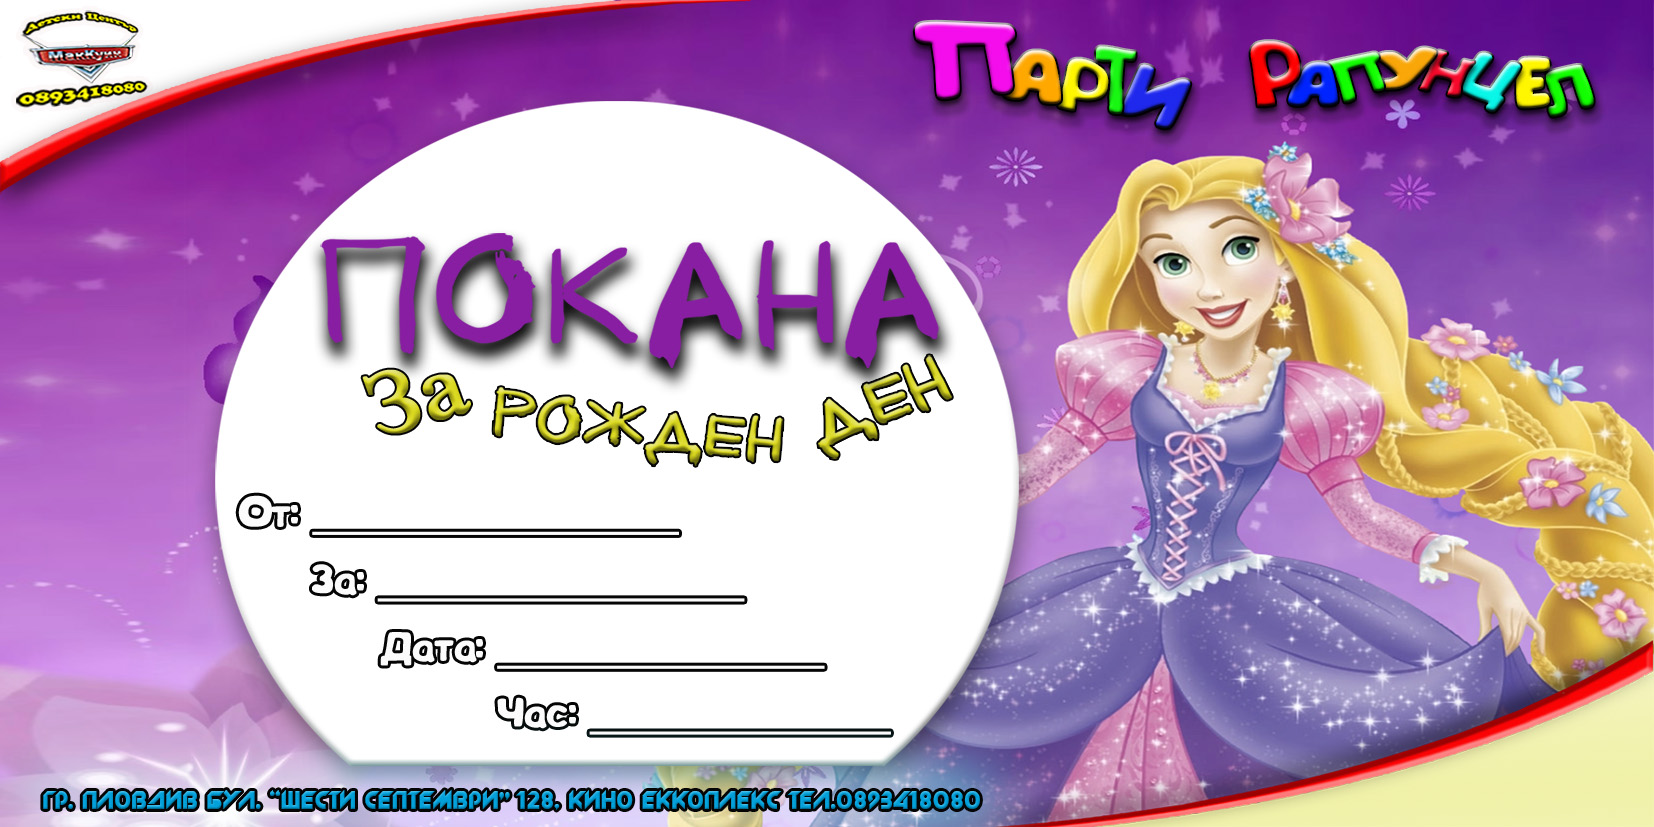 Детски Център
МакКуин
0893418080
Парти Рапунцел
ПОКАНА
За РОЖДЕН ДЕН
От:
За:
Дата:
Час:
ГР. ПЛОВДИВ БУЛ. "ШЕСТИ СЕПТЕМВРИ" 128, КИНО ЕККОПЛЕКС ТЕЛ.0893418080